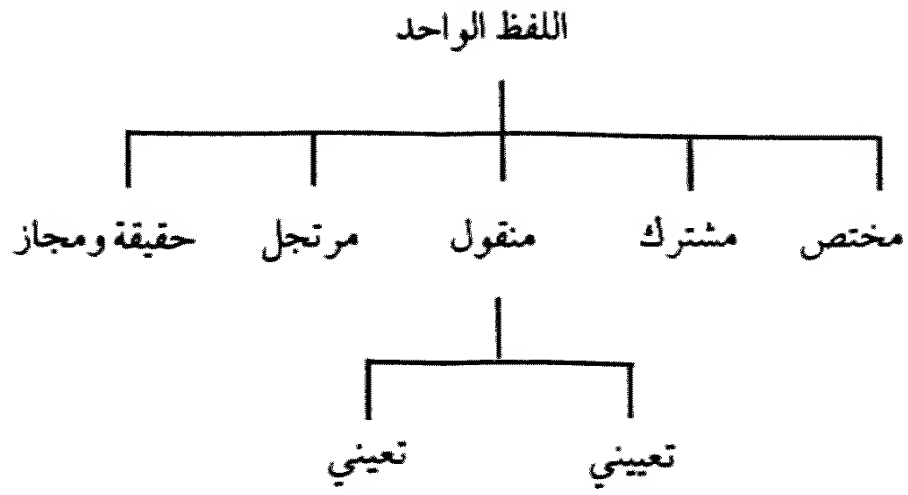 اللفظ الواحد
مختص مشترك منقول مرتجل حقيقة ومجاز
تعييني تعيني